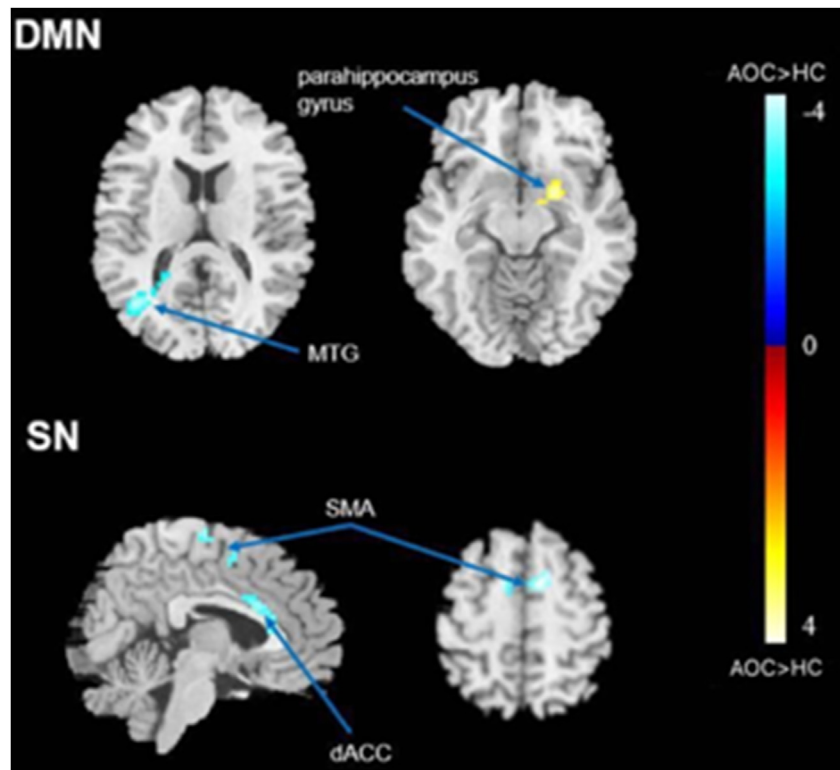 DMN
parahippocampus
gyrus
AOC>HC
-4
MTG
0
SN
SMA
4
AOC>HC
dACC